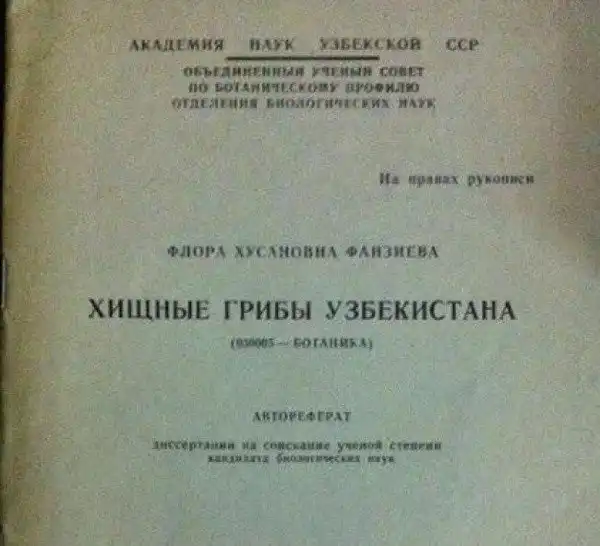 АКАДЕМИЯ НАУК УЗБЕКСКОЙ ССР
ОБЪЕДИНЕННЫЙ УЧЕНЫЙ СОВЕТ
ПО БОТАНИЧЕСКОМУ ПРОФИЛЮ
ОТДЕЛЕНИЯ БИОЛОГИЧЕСКИХ НАУК
На правах рукописи
ФЛОРА ХУСАНОВНА ФАЙЗИЕВА
ХИЩНЫЕ ГРИБЫ УЗБЕКИСТАНА
(030005 — БОТАНИКА)
АВТОРЕФЕРАТ
диссертации на соискание ученой степени
кандидата биологических наук